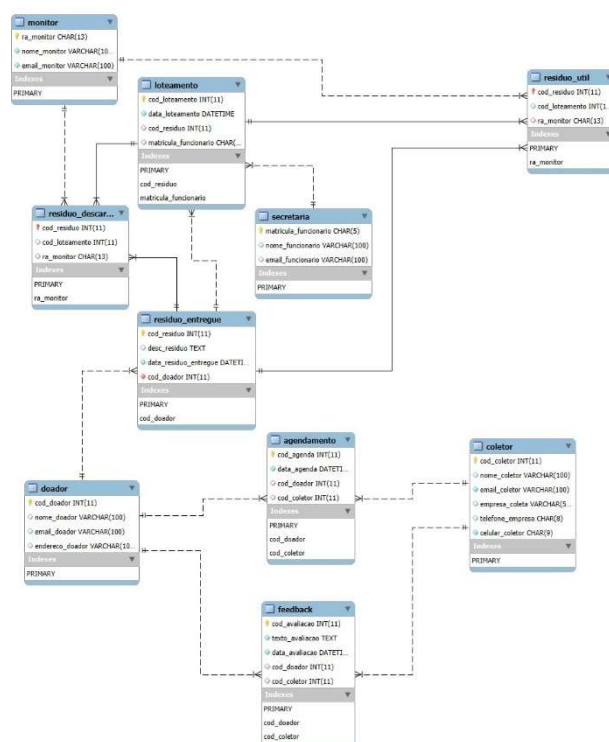 monitor
ra_monitor CHAR(13)
nome_monitor VARCHAR(10...
email_monitor VARCHAR(100)
Indexes
PRIMARY
loteamento
cod_loteamento INT(11)
data_loteamento DATETIME
cod_residuo INT(11)
matricula_funcionario CHAR(...
Indexes
PRIMARY
cod_residuo
matricula_funcionario
residuo_util
cod_residuo INT(11)
cod_loteamento INT(1...
ra_monitor CHAR(13)
Indexes
PRIMARY
ra_monitor
residuo_descar...
cod_residuo INT(11)
cod_loteamento INT(11)
ra_monitor CHAR(13)
Indexes
PRIMARY
ra_monitor
secretaria
matricula_funcionario CHAR(5)
nome_funcionario VARCHAR(100)
email_funcionario VARCHAR(100)
Indexes
PRIMARY
residuo_entregue
cod_residuo INT(11)
desc_residuo TEXT
data_residuo_entregue DATETI...
cod_doador INT(11)
Indexes
PRIMARY
cod_doador
agendamento
cod_agenda INT(11)
data_agenda DATETI...
cod_doador INT(11)
cod_coletor INT(11)
Indexes
PRIMARY
cod_doador
cod_coletor
coletor
cod_coletor INT(11)
nome_coletor VARCHAR(100)
email_coletor VARCHAR(100)
empresa_coleta VARCHAR(5...
telefone_empresa CHAR(8)
celular_coletor CHAR(9)
Indexes
PRIMARY
doador
cod_doador INT(11)
nome_doador VARCHAR(100)
email_doador VARCHAR(100)
endereco_doador VARCHAR(10...
Indexes
PRIMARY
feedback
cod_avaliacao INT(11)
texto_avaliacao TEXT
data_avaliacao DATETI...
cod_doador INT(11)
cod_coletor INT(11)
Indexes
PRIMARY
cod_doador
cod_coletor